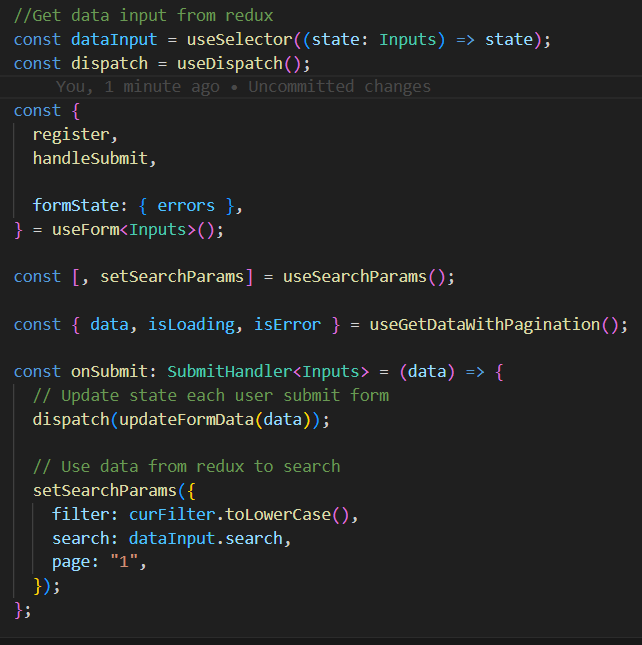 //Get data input from redux
const dataInput = useSelector((state: Inputs) => state);
const dispatch = useDispatch();
You, 1 minute ago • Uncommitted changes
const {
register,
handleSubmit,
formState: { errors },
} = useForm<Inputs>();
const [, setSearchParams] = useSearchParams();
const { data, isLoading, isError } = useGetDataWithPagination();
const onSubmit: SubmitHandler<Inputs> = (data) => {
// Update state each user submit form
dispatch(updateFormData(data));
// Use data from redux to search
setSearchParams({
filter: curFilter.toLowerCase(),
search: dataInput.search,
page: "1",
});
};